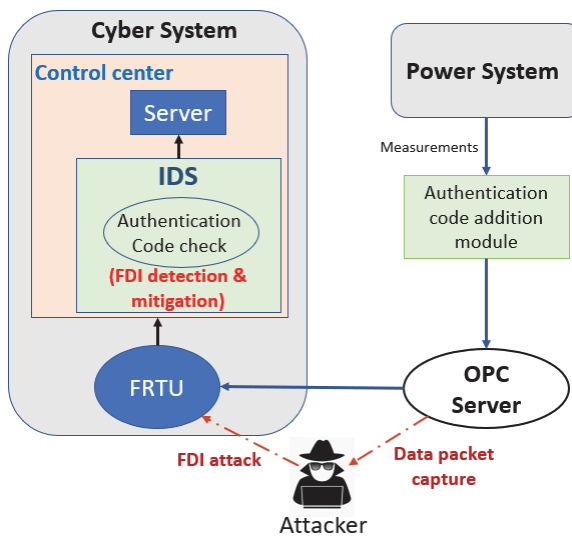 Cyber System
Control center
Server
IDS
Authentication
Code check
(FDI detection &
mitigation)
FRTU
Power System
Measurements
Authentication
code addition
module
OPC
Server
FDI attack
Data packet
capture
Attacker